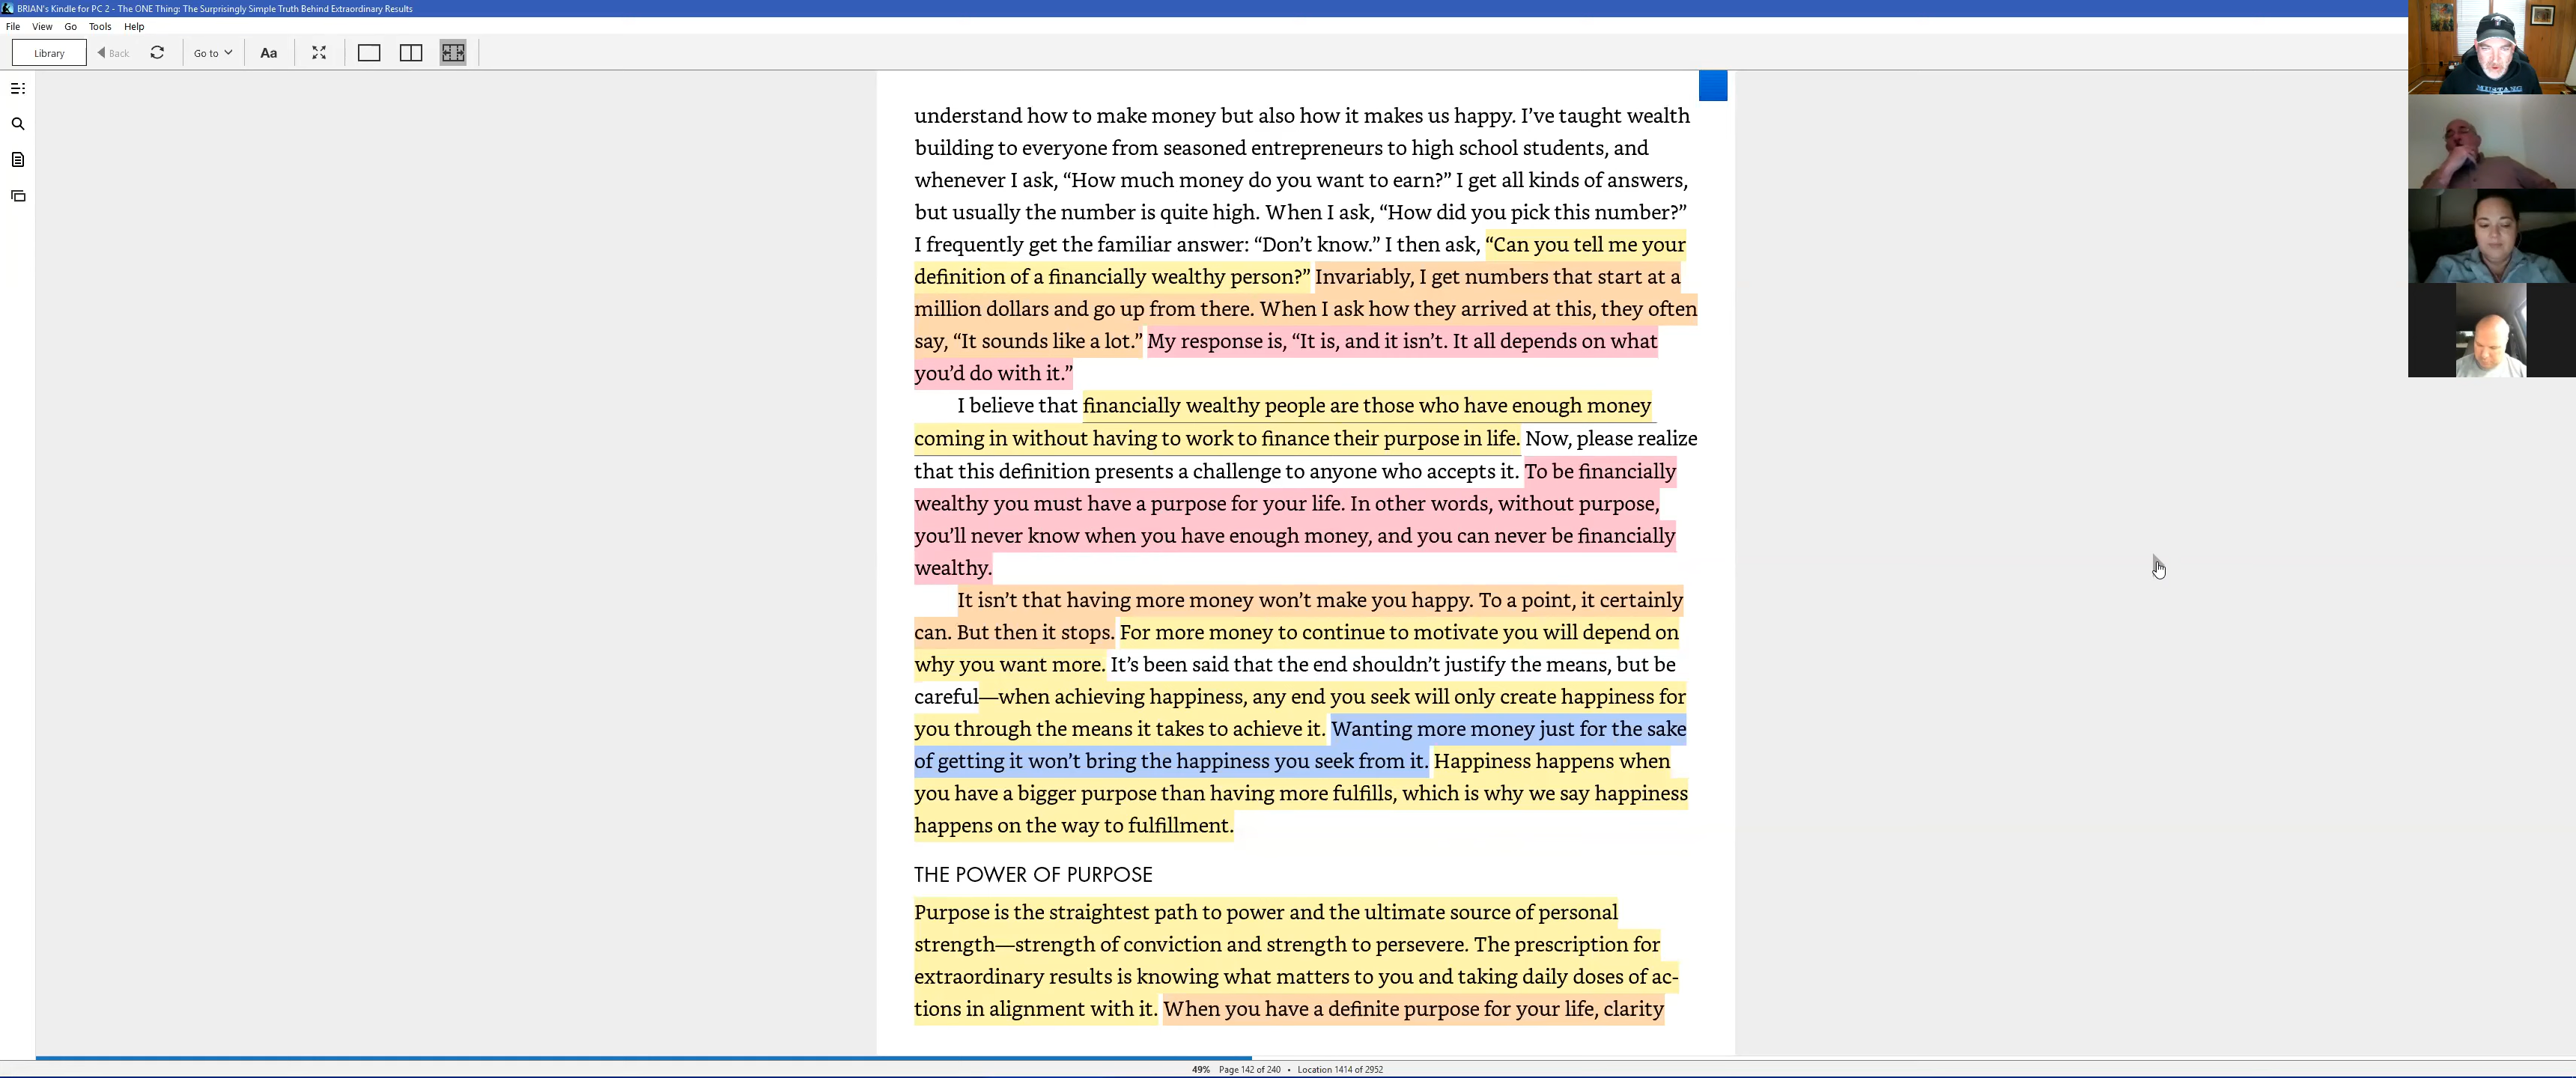 BRIAN's Kindle for PC 2 - The ONE Thing: The Surprisingly Simple Truth Behind Extraordinary Results
File View Go Tools Help
Library Back Go to Aa
understand how to make money but also how it makes us happy. I’ve taught wealth
building to everyone from seasoned entrepreneurs to high school students, and
whenever I ask, “How much money do you want to earn?” I get all kinds of answers,
but usually the number is quite high. When I ask, “How did you pick this number?”
I frequently get the familiar answer: “Don’t know.” I then ask, “Can you tell me your
definition of a financially wealthy person?” Invariably, I get numbers that start at a
million dollars and go up from there. When I ask how they arrived at this, they often
say, “It sounds like a lot.” My response is, “It is, and it isn’t. It all depends on what
you’d do with it.”
I believe that financially wealthy people are those who have enough money
coming in without having to work to finance their purpose in life. Now, please realize
that this definition presents a challenge to anyone who accepts it. To be financially
wealthy you must have a purpose for your life. In other words, without purpose,
you’ll never know when you have enough money, and you can never be financially
wealthy.
It isn’t that having more money won’t make you happy. To a point, it certainly
can. But then it stops. For more money to continue to motivate you will depend on
why you want more. It’s been said that the end shouldn’t justify the means, but be
careful—when achieving happiness, any end you seek will only create happiness for
you through the means it takes to achieve it. Wanting more money just for the sake
of getting it won’t bring the happiness you seek from it. Happiness happens when
you have a bigger purpose than having more fulfills, which is why we say happiness
happens on the way to fulfillment.
THE POWER OF PURPOSE
Purpose is the straightest path to power and the ultimate source of personal
strength—strength of conviction and strength to persevere. The prescription for
extraordinary results is knowing what matters to you and taking daily doses of ac-
tions in alignment with it. When you have a definite purpose for your life, clarity
49% Page 142 of 240 • Location 1414 of 2952
MUSTANG